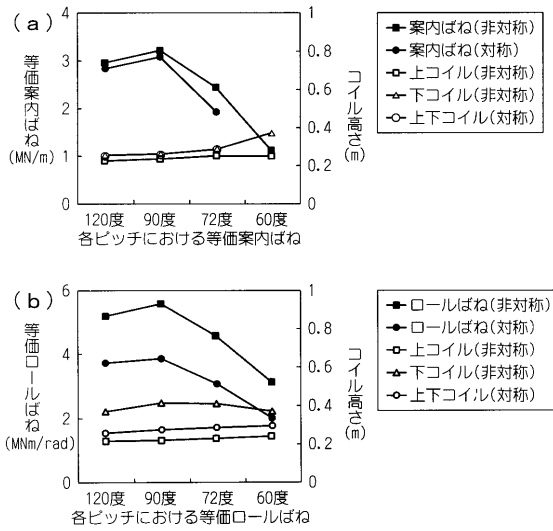 (a)
4
3
2
1
0
等価案内ばね
(MN/m)
1
0.8
0.6
0.4
0.2
0
コイル高さ(m)
120度 90度 72度 60度
各ピッチにおける等価案内ばね
案内ばね(非対称)
案内ばね(対称)
上コイル(非対称)
下コイル(非対称)
上下コイル(対称)
(b)
6
4
2
0
等価ロールばね
(MNm/rad)
1
0.8
0.6
0.4
0.2
0
コイル高さ(m)
120度 90度 72度 60度
各ピッチにおける等価ロールばね
ロールばね(非対称)
ロールばね(対称)
上コイル(非対称)
下コイル(非対称)
上下コイル(対称)